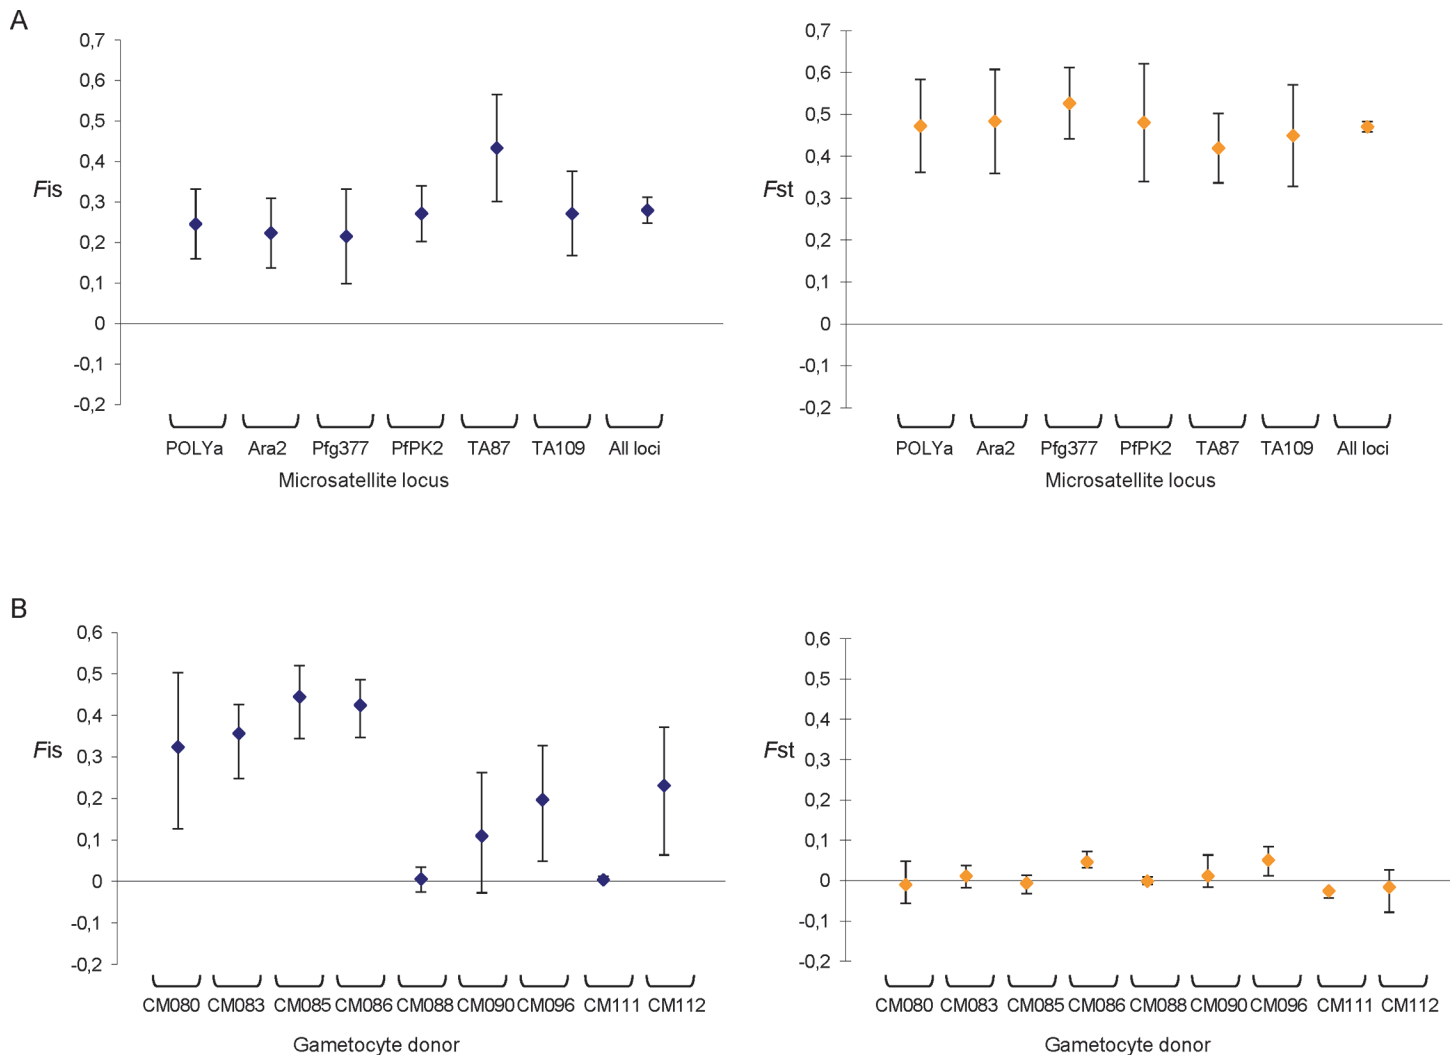 A
0,7
0,6
0,5
0,4
0,3
0,2
0,1
0
-0,1
-0,2
Fis
POLYa Ara2 Pfg377 PfPK2 TA87 TA109 All loci
Microsatellite locus
0,7
0,6
0,5
0,4
0,3
0,2
0,1
0
-0,1
-0,2
Fst
POLYa Ara2 Pfg377 PfPK2 TA87 TA109 All loci
Microsatellite locus
B
0,6
0,5
0,4
0,3
0,2
0,1
0
-0,1
-0,2
Fis
CM080 CM083 CM085 CM086 CM088 CM090 CM096 CM111 CM112
Gametocyte donor
0,6
0,5
0,4
0,3
0,2
0,1
0
-0,1
-0,2
Fst
CM080 CM083 CM085 CM086 CM088 CM090 CM096 CM111 CM112
Gametocyte donor